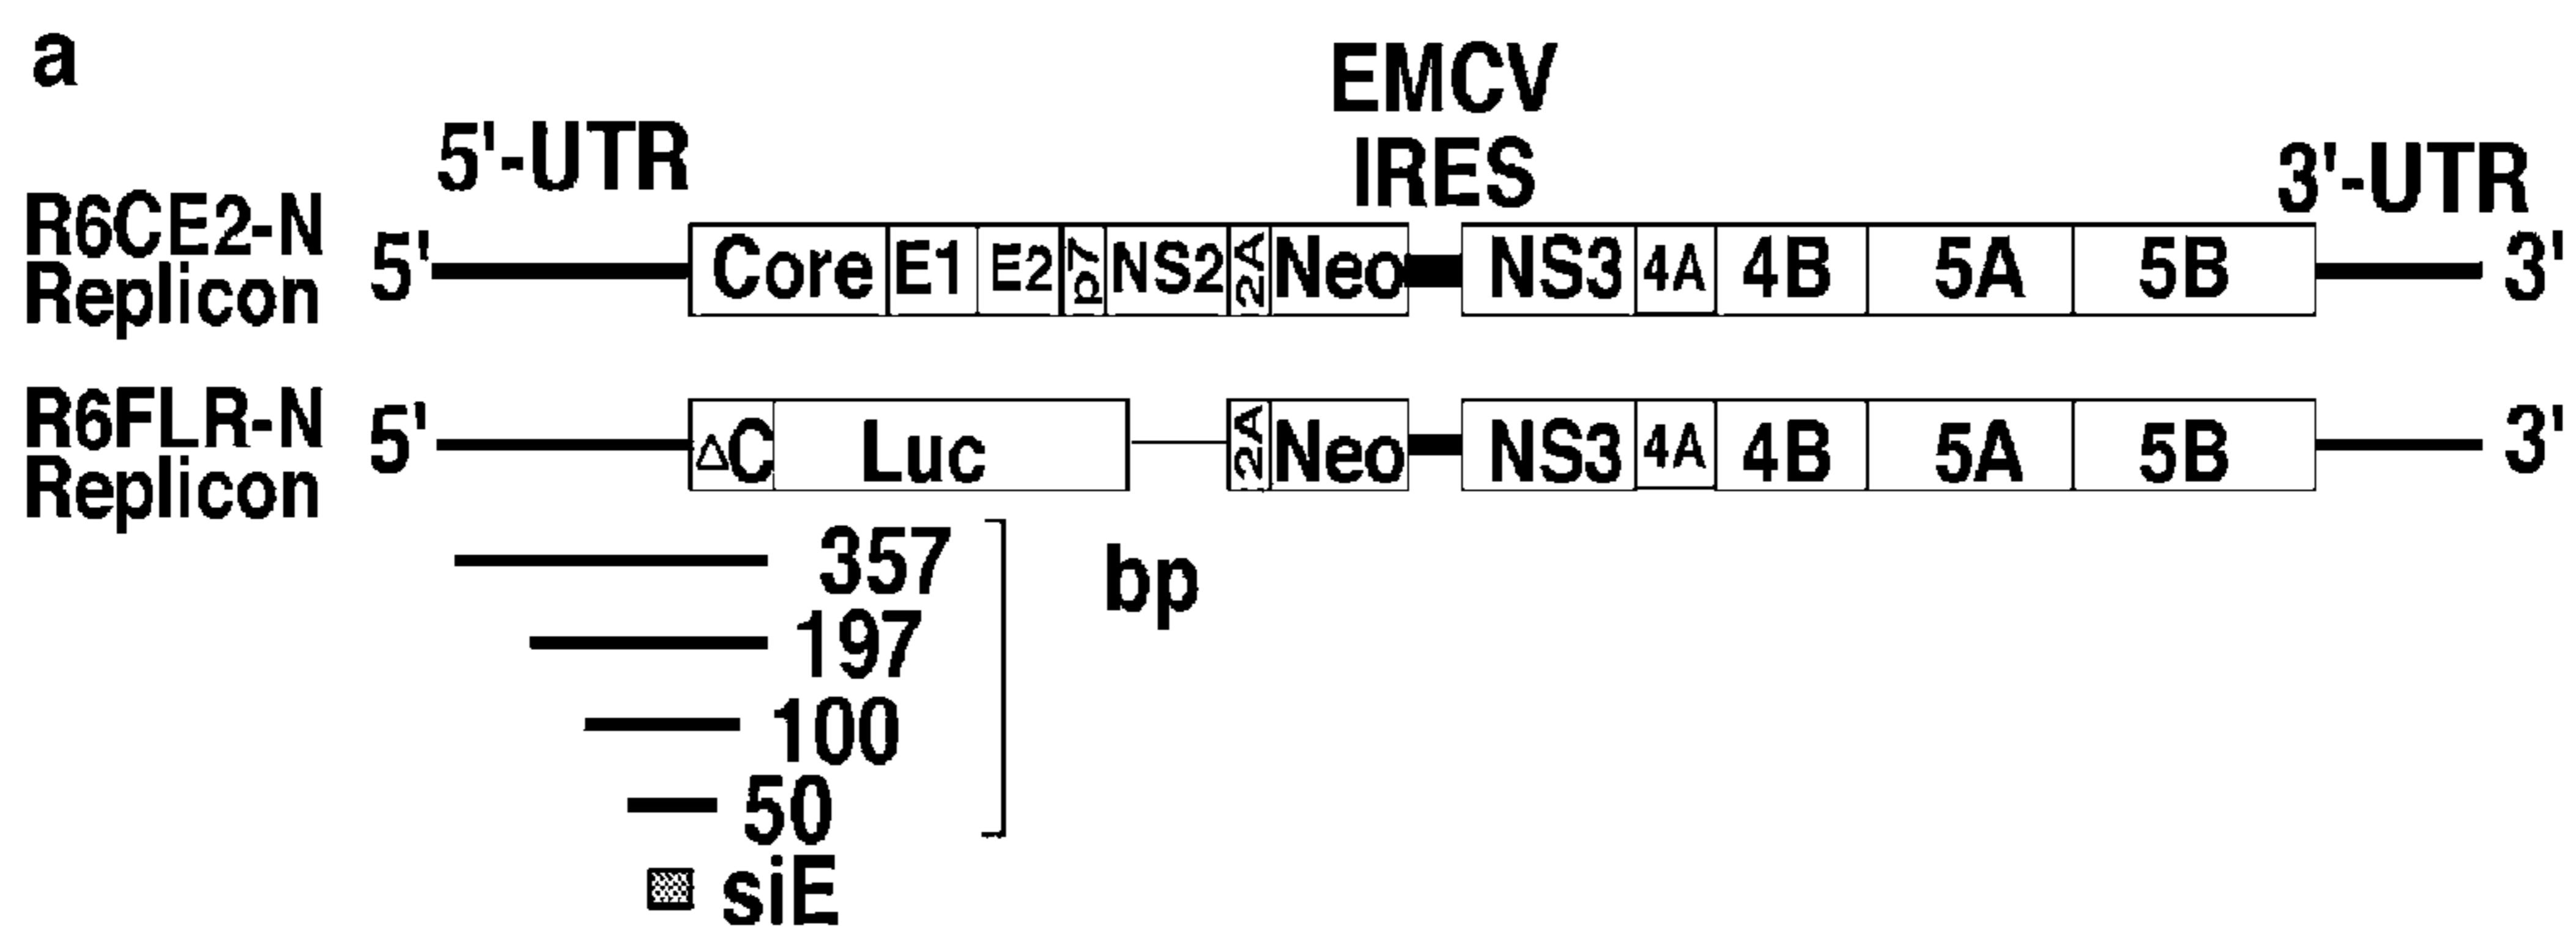 a
EMCV
IRES
5'-UTR
3'-UTR
R6CE2-N
Replicon
5' Core E1 E2 p7 NS2 2A Neo NS3 4A 4B 5A 5B 3'
R6FLR-N
Replicon
5' △C Luc 2A Neo NS3 4A 4B 5A 5B 3'
357
197
100
50
bp
siE